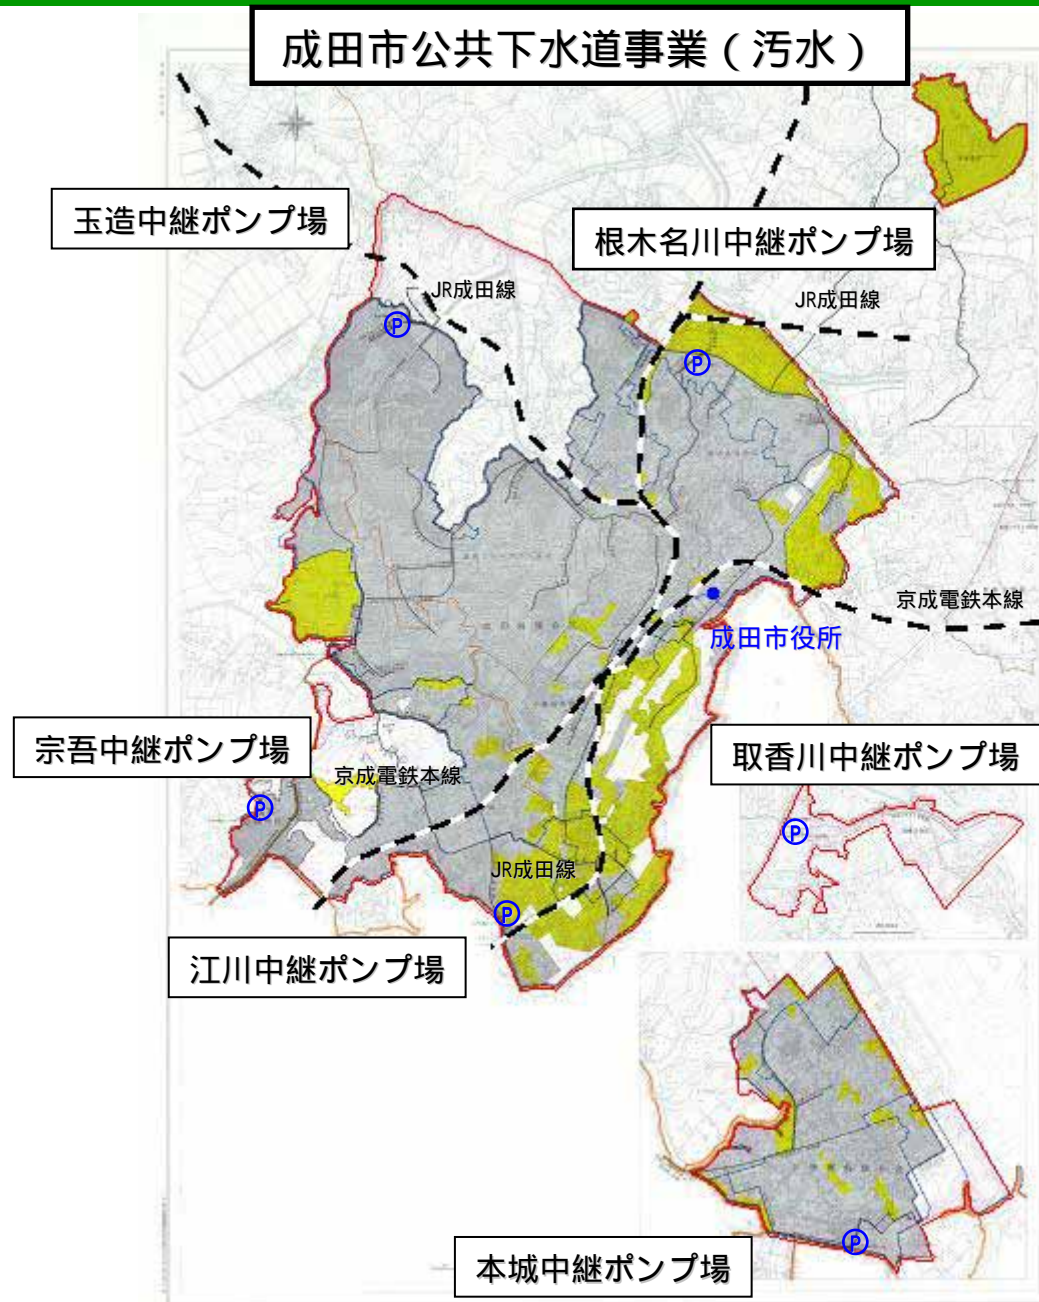 成田市公共下水道事業（汚水）
玉造中継ポンプ場
根木名川中継ポンプ場
JR成田線
JR成田線
P
P
京成電鉄本線
成田市役所
宗吾中継ポンプ場
取香川中継ポンプ場
京成電鉄本線
P
P
JR成田線
P
江川中継ポンプ場
本城中継ポンプ場
P